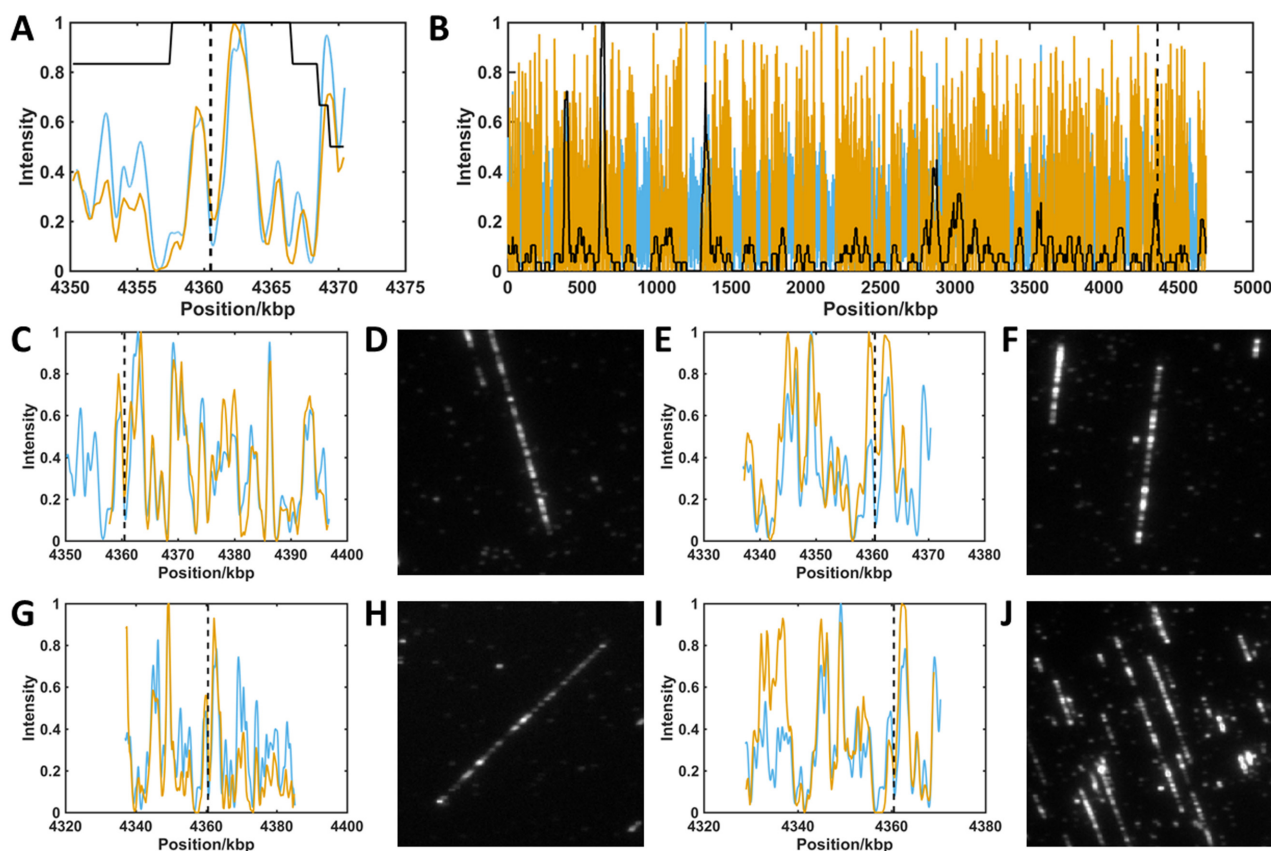 A
Intensity
1
0.8
0.6
0.4
0.2
0
4350 4355 4360 4365 4370 4375
Position/kbp
B
Intensity
1
0.8
0.6
0.4
0.2
0
0 500 1000 1500 2000 2500 3000 3500 4000 4500 5000
Position/kbp
C
Intensity
1
0.8
0.6
0.4
0.2
0
4350 4360 4370 4380 4390 4400
Position/kbp
D
E
Intensity
1
0.8
0.6
0.4
0.2
0
4330 4340 4350 4360 4370 4380
Position/kbp
F
G
Intensity
1
0.8
0.6
0.4
0.2
0
4320 4340 4360 4380 4400
Position/kbp
H
I
Intensity
1
0.8
0.6
0.4
0.2
0
4320 4340 4360 4380
Position/kbp
J